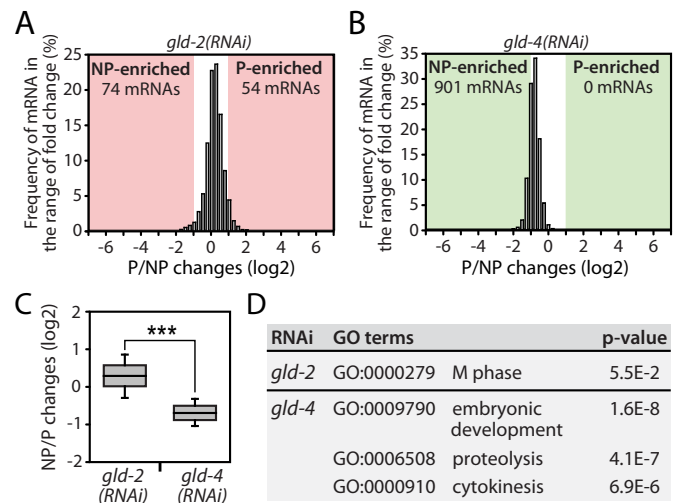 A
gld-2(RNAi)
Frequency of mRNA in
the range of fold change (%)
25
20
15
10
5
0
NP-enriched
74 mRNAs
P-enriched
54 mRNAs
-6
-2
0
2
6
P/NP changes (log2)
B
gld-4(RNAi)
Frequency of mRNA in
the range of fold change (%)
35
30
25
20
15
10
5
0
NP-enriched
901 mRNAs
P-enriched
0 mRNAs
-6
-2
0
2
6
P/NP changes (log2)
C
NP/P changes (log2)
2
1
0
-1
-2
***
gld-2
(RNAi)
gld-4
(RNAi)
D
RNAi GO terms p-value
gld-2 GO:0000279 M phase 5.5E-2
gld-4 GO:0009790 embryonic development 1.6E-8
GO:0006508 proteolysis 4.1E-7
GO:0000910 cytokinesis 6.9E-6